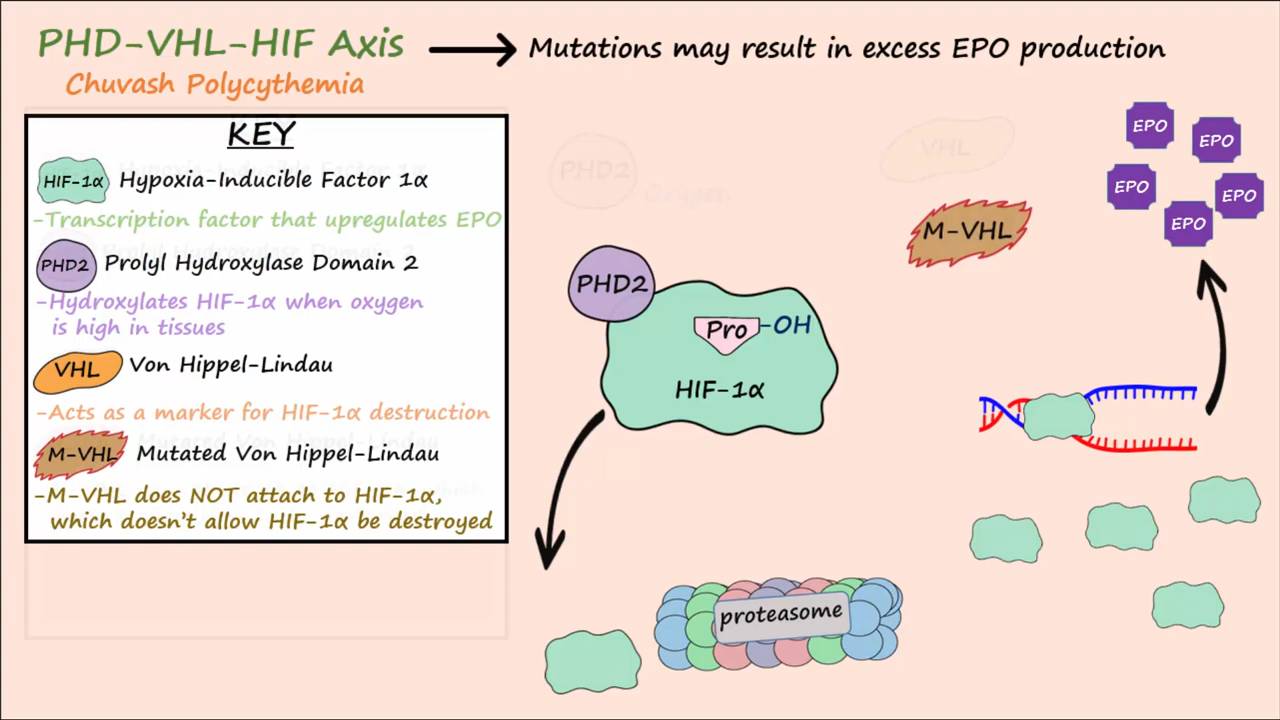 PHD-VHL-HIF Axis
Mutations may result in excess EPO production
Chuvash Polycythemia
KEY
HIF-1α Hypoxia-Inducible Factor 1α
-Transcription factor that upregulates EPO
PHD2 Prolyl Hydroxylase Domain 2
-Hydroxylates HIF-1α when oxygen
is high in tissues
VHL Von Hippel-Lindau
-Acts as a marker for HIF-1α destruction
M-VHL Mutated Von Hippel-Lindau
-M-VHL does NOT attach to HIF-1α,
which doesn't allow HIF-1α be destroyed
PHD2
Oxygen
VHL
M-VHL
PHD2
Pro -OH
HIF-1α
proteasome
EPO
EPO
EPO
EPO
EPO